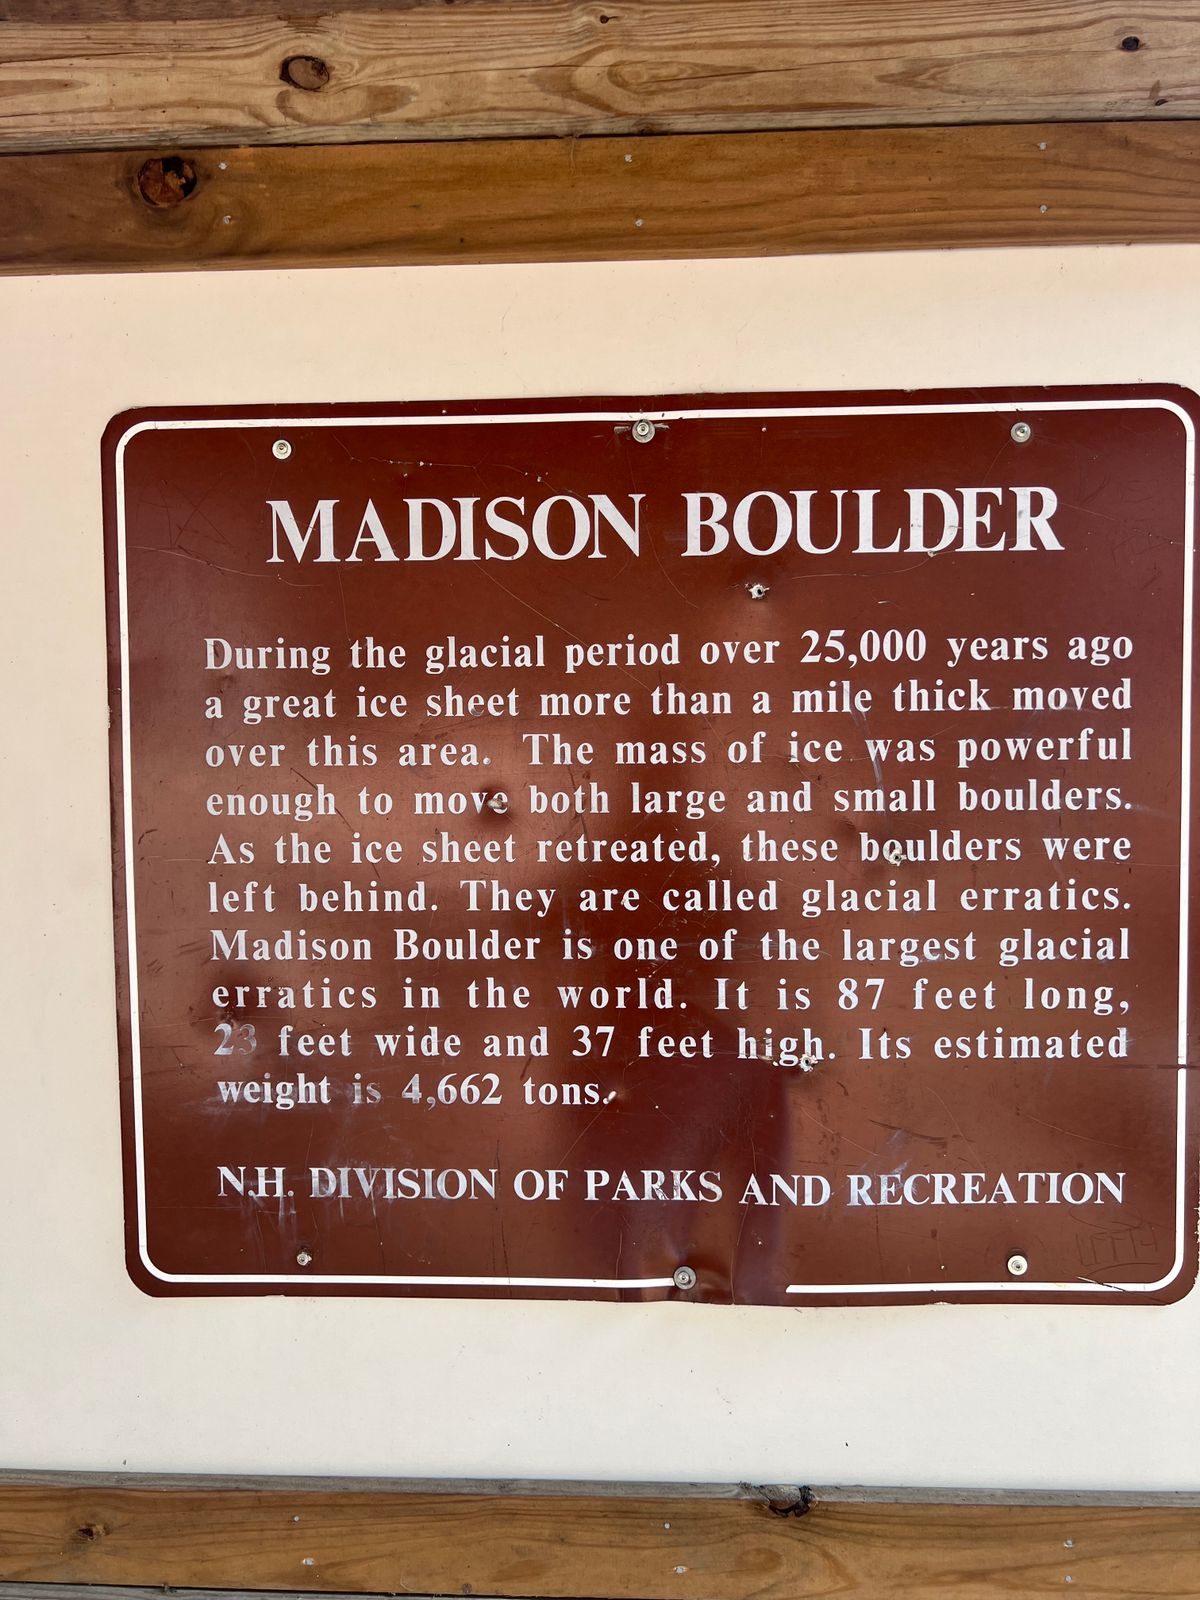 MADISON BOULDER
During the glacial period over 25,000 years ago
a great ice sheet more than a mile thick moved
over this area. The mass of ice was powerful
enough to move both large and small boulders.
As the ice sheet retreated, these boulders were
left behind. They are called glacial erratics.
Madison Boulder is one of the largest glacial
erratics in the world. It is 87 feet long,
23 feet wide and 37 feet high. Its estimated
weight is 4,662 tons.
N.H. DIVISION OF PARKS AND RECREATION